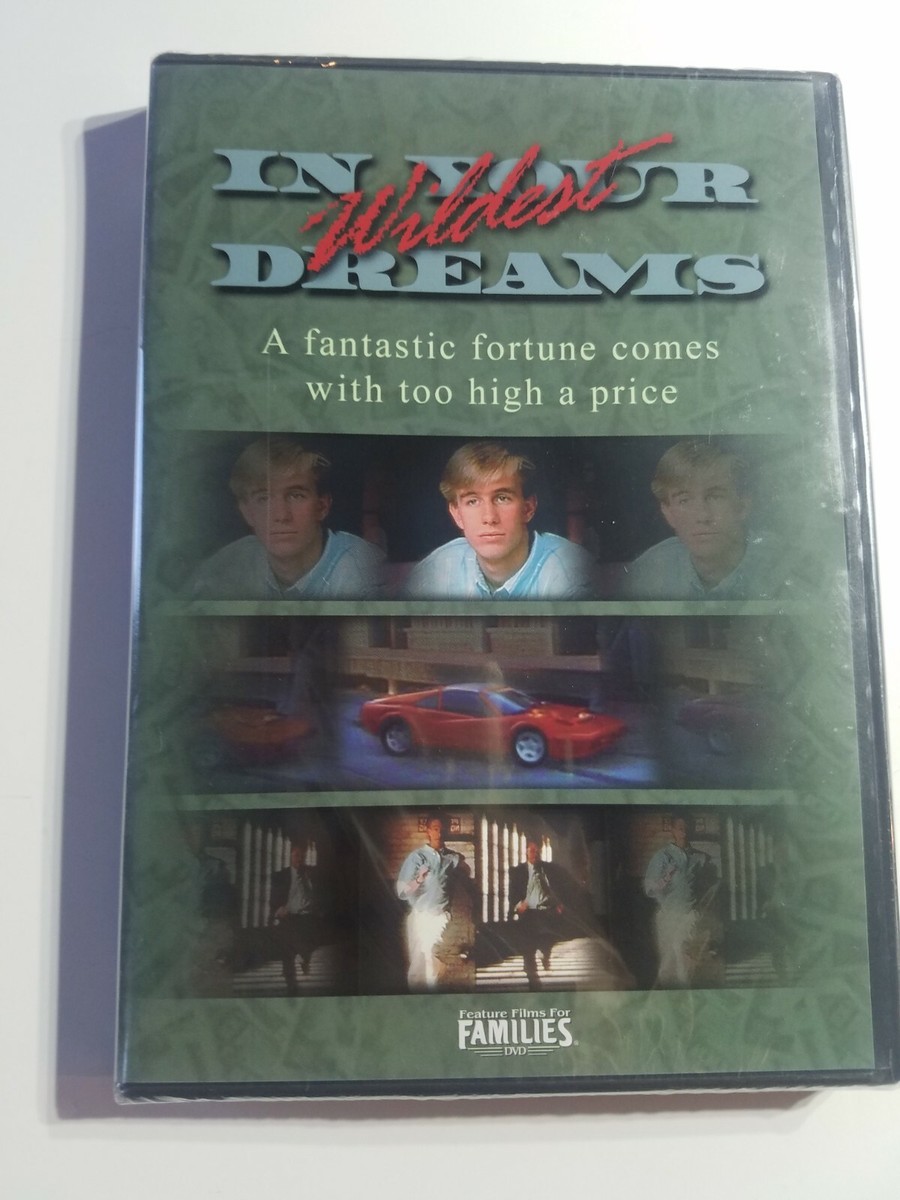 IN YOUR
Wildest
DREAMS
A fantastic fortune comes
with too high a price
Feature Films For
FAMILIES®
DVD